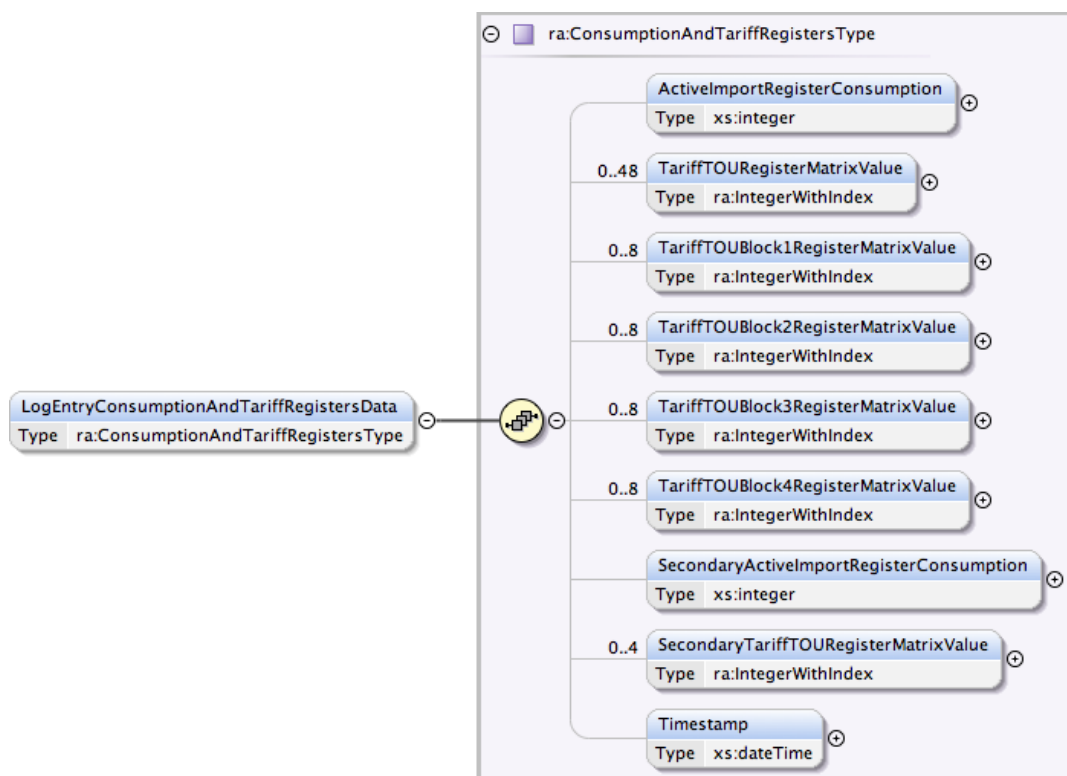 ra:ConsumptionAndTariffRegistersType
ActiveImportRegisterConsumption
Type xs:integer
0..48 TariffTOURegisterMatrixValue
Type ra:IntegerWithIndex
0..8 TariffTOUBlock1RegisterMatrixValue
Type ra:IntegerWithIndex
0..8 TariffTOUBlock2RegisterMatrixValue
Type ra:IntegerWithIndex
LogEntryConsumptionAndTariffRegistersData
Type ra:ConsumptionAndTariffRegistersType
0..8 TariffTOUBlock3RegisterMatrixValue
Type ra:IntegerWithIndex
0..8 TariffTOUBlock4RegisterMatrixValue
Type ra:IntegerWithIndex
SecondaryActiveImportRegisterConsumption
Type xs:integer
0..4 SecondaryTariffTOURegisterMatrixValue
Type ra:IntegerWithIndex
Timestamp
Type xs:dateTime